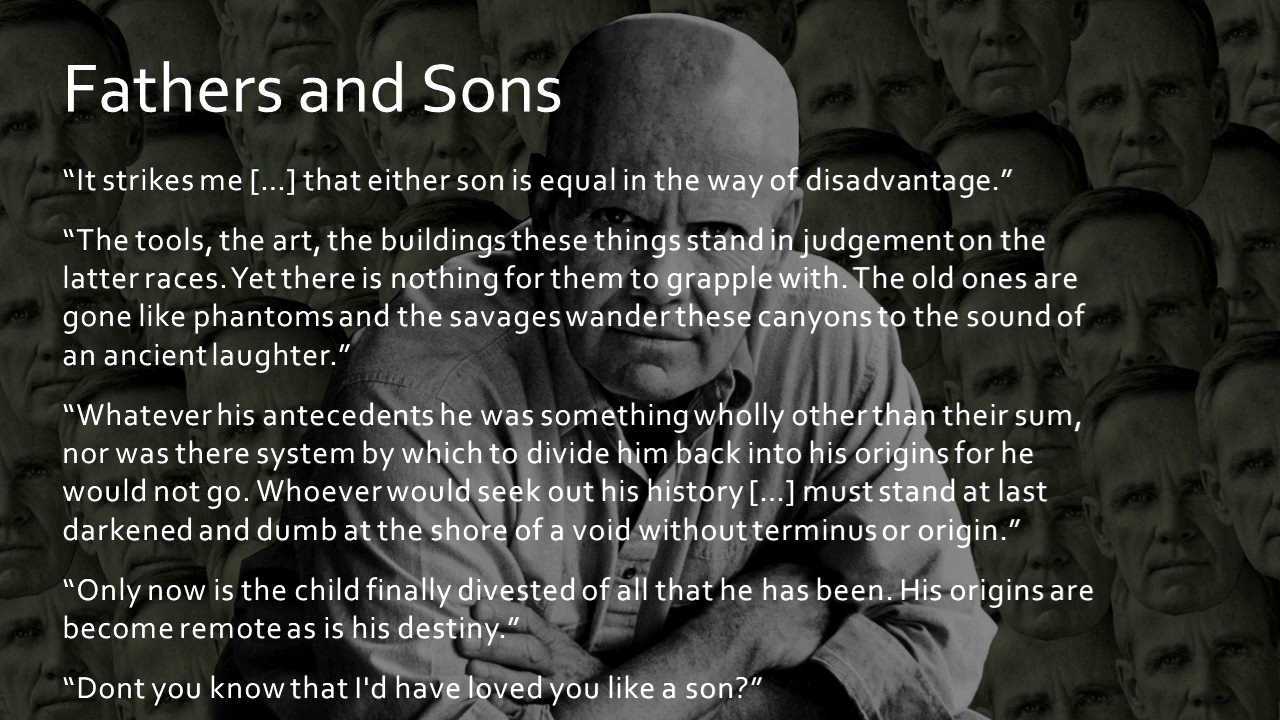 Fathers and Sons
“It strikes me [...] that either son is equal in the way of disadvantage.”
“The tools, the art, the buildings these things stand in judgement on the
latter races. Yet there is nothing for them to grapple with. The old ones are
gone like phantoms and the savages wander these canyons to the sound of
an ancient laughter.”
“Whatever his antecedents he was something wholly other than their sum,
nor was there system by which to divide him back into his origins for he
would not go. Whoever would seek out his history [...] must stand at last
darkened and dumb at the shore of a void without terminus or origin.”
“Only now is the child finally divested of all that he has been. His origins are
become remote as is his destiny.”
“Dont you know that I'd have loved you like a son?”